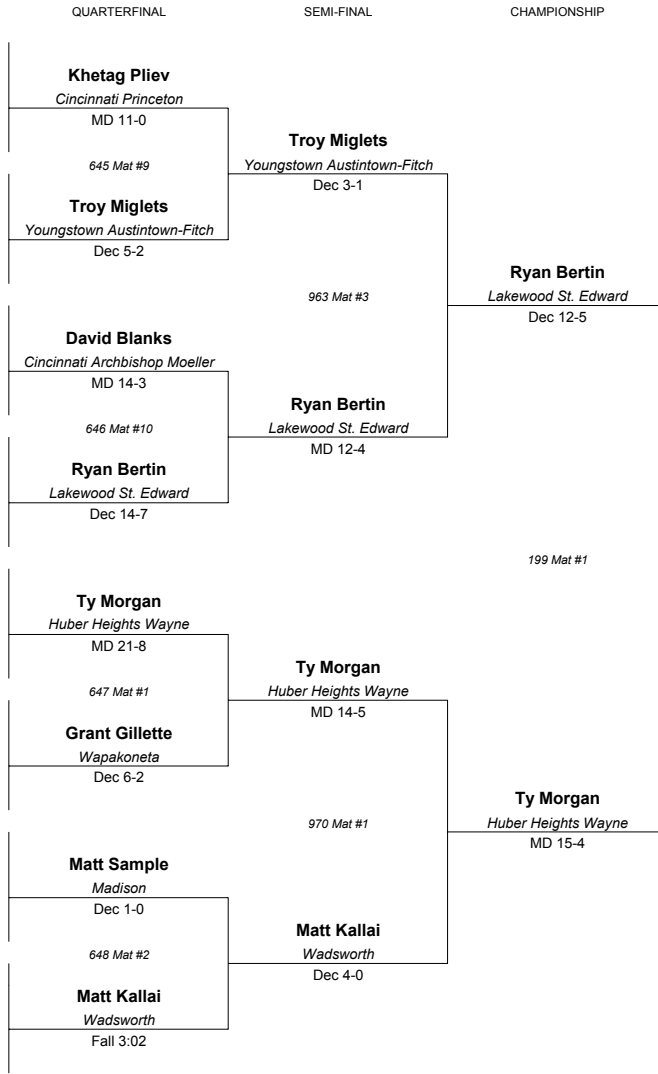 QUARTERFINAL
SEMI-FINAL
CHAMPIONSHIP
Khetag Pliev
Cincinnati Princeton
MD 11-0
645 Mat #9
Troy Miglets
Youngstown Austintown-Fitch
Dec 5-2
Troy Miglets
Youngstown Austintown-Fitch
Dec 3-1
963 Mat #3
David Blanks
Cincinnati Archbishop Moeller
MD 14-3
646 Mat #10
Ryan Bertin
Lakewood St. Edward
Dec 14-7
Ryan Bertin
Lakewood St. Edward
MD 12-4
Ryan Bertin
Lakewood St. Edward
Dec 12-5
199 Mat #1
Ty Morgan
Huber Heights Wayne
MD 21-8
647 Mat #1
Grant Gillette
Wapakoneta
Dec 6-2
Ty Morgan
Huber Heights Wayne
MD 14-5
970 Mat #1
Matt Sample
Madison
Dec 1-0
648 Mat #2
Matt Kallai
Wadsworth
Fall 3:02
Matt Kallai
Wadsworth
Dec 4-0
Ty Morgan
Huber Heights Wayne
MD 15-4